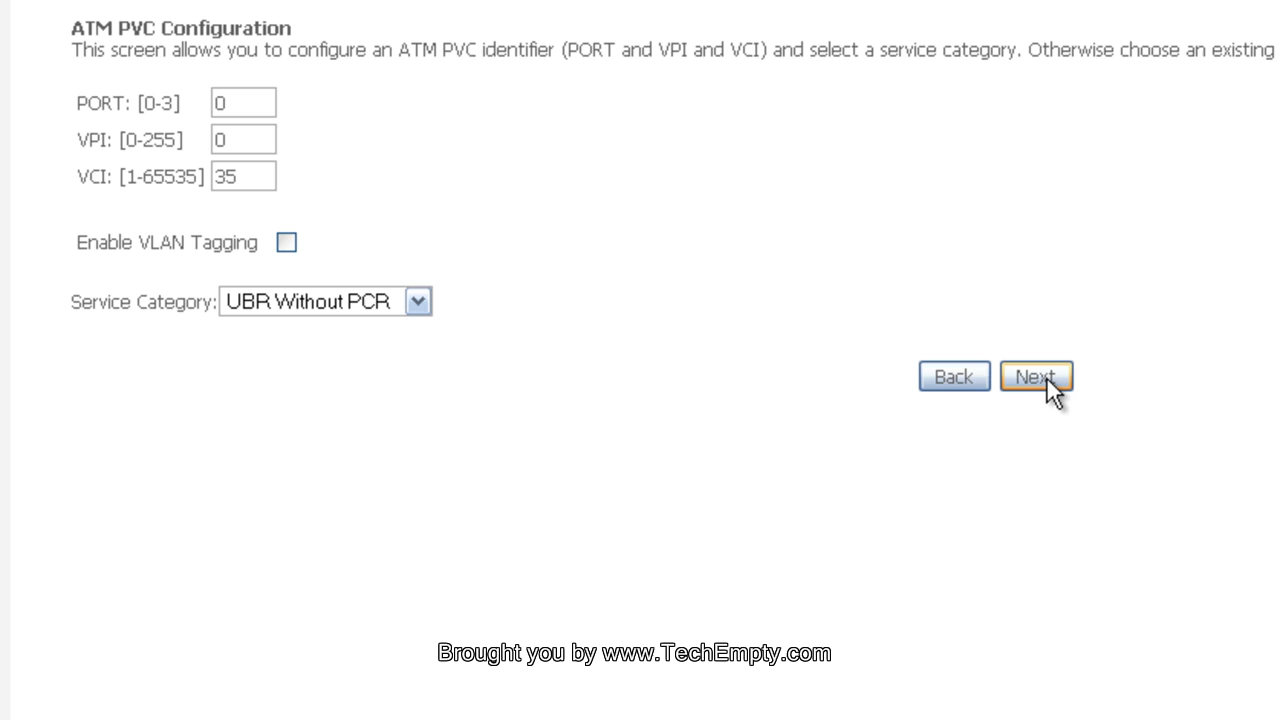 ATM PVC Configuration
This screen allows you to configure an ATM PVC identifier (PORT and VPI and VCI) and select a service category. Otherwise choose an existing
PORT: [0-3] 0
VPI: [0-255] 0
VCI: [1-65535] 35
Enable VLAN Tagging
Service Category: UBR Without PCR
Back Next
Brought you by www.TechEmpty.com